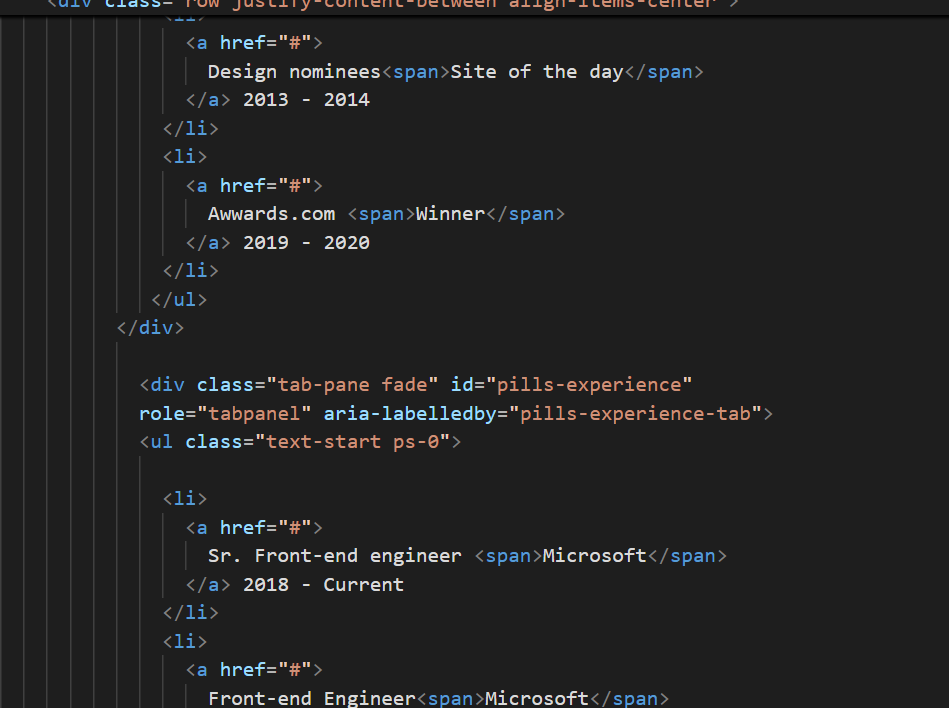 <div class="row justify-content-between align-items-center">
<li>
<a href="#">
Design nominees<span>Site of the day</span>
</a> 2013 - 2014
</li>
<li>
<a href="#">
Awwards.com <span>Winner</span>
</a> 2019 - 2020
</li>
</ul>
</div>
<div class="tab-pane fade" id="pills-experience"
role="tabpanel" aria-labelledby="pills-experience-tab">
<ul class="text-start ps-0">
<li>
<a href="#">
Sr. Front-end engineer <span>Microsoft</span>
</a> 2018 - Current
</li>
<li>
<a href="#">
Front-end Engineer<span>Microsoft</span>